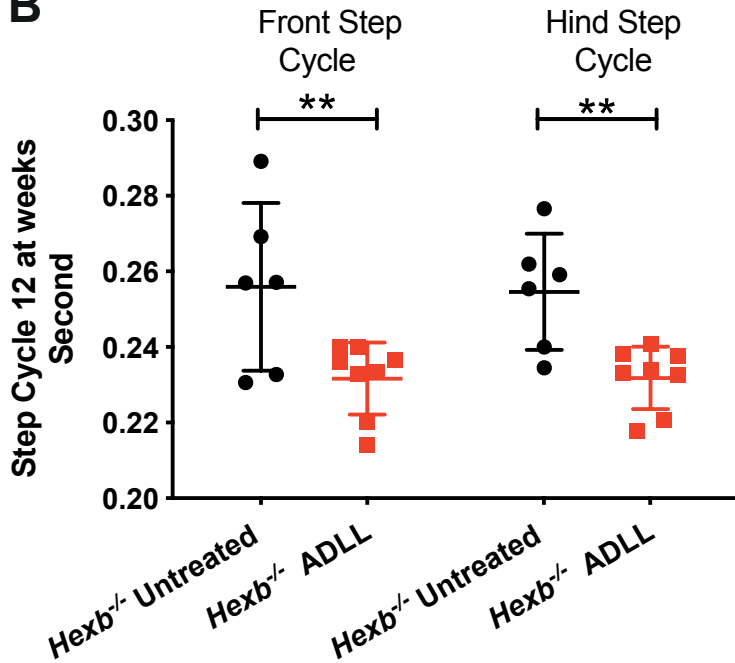 B
Front Step
Cycle
Hind Step
Cycle
**
**
Step Cycle 12 at weeks
Second
0.30
0.28
0.26
0.24
0.22
0.20
Hexb-/- Untreated
Hexb-/- ADLL
Hexb-/- Untreated
Hexb-/- ADLL